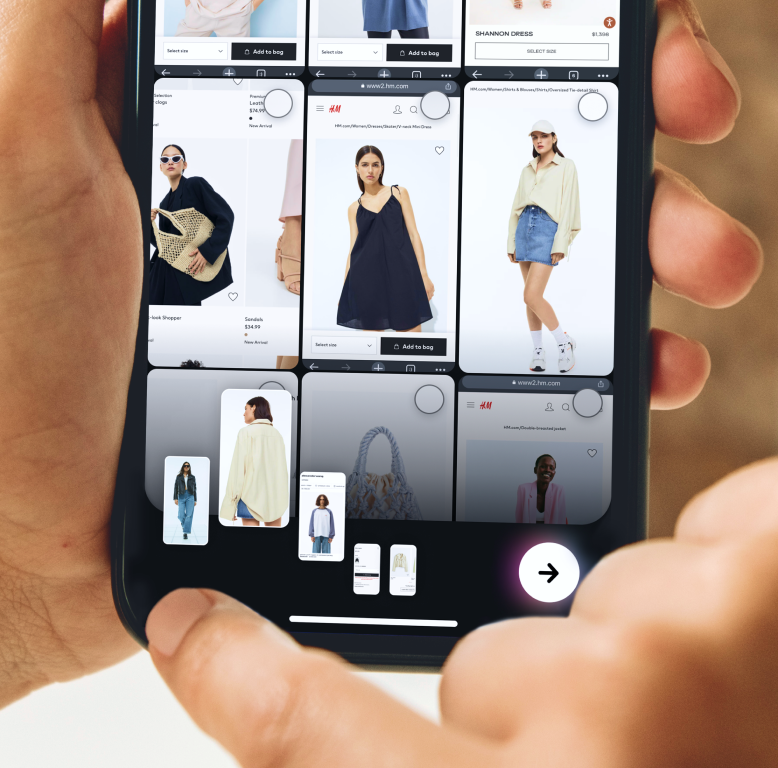 Select size
Add to bag
Select size
Add to bag
SHANNON DRESS
$1,396
SELECT SIZE
Selection
clogs
Premium
Leath
$74.99
New Arrival
www2.hm.com
H&M
HM.com/Women/Dresses/Skater/V-neck Mini Dress
HM.com/Women/Shirts & Blouses/Shirts/Oversized Tie-detail Shirt
-look Shopper
Sandals
$34.99
New Arrival
Select size
Add to bag
www2.hm.com
H&M
HM.com/Double-breasted jacket